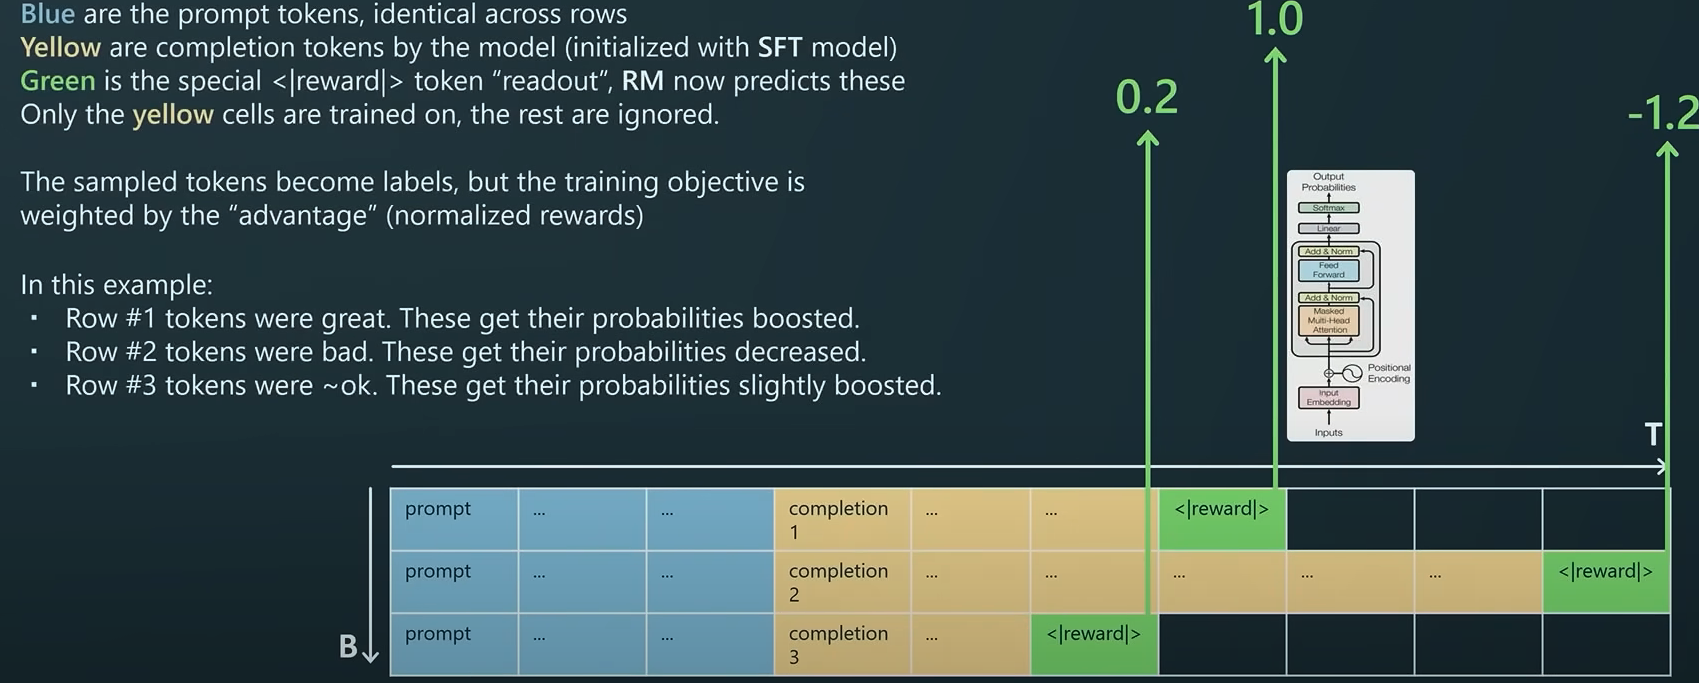 Blue are the prompt tokens, identical across rows
Yellow are completion tokens by the model (initialized with SFT model)
Green is the special <|reward|> token “readout”, RM now predicts these
Only the yellow cells are trained on, the rest are ignored.
The sampled tokens become labels, but the training objective is
weighted by the “advantage” (normalized rewards)
In this example:
▪ Row #1 tokens were great. These get their probabilities boosted.
▪ Row #2 tokens were bad. These get their probabilities decreased.
▪ Row #3 tokens were ~ok. These get their probabilities slightly boosted.
0.2
1.0
-1.2
Output
Probabilities
Softmax
Linear
Add & Norm
Feed
Forward
Add & Norm
Masked
Multi-Head
Attention
Positional
Encoding
Input
Embedding
Inputs
T
B
prompt ... ... completion ... ... <|reward|>
1
prompt ... ... completion ... ... ... ... ... <|reward|>
2
prompt ... ... completion ... <|reward|>
3